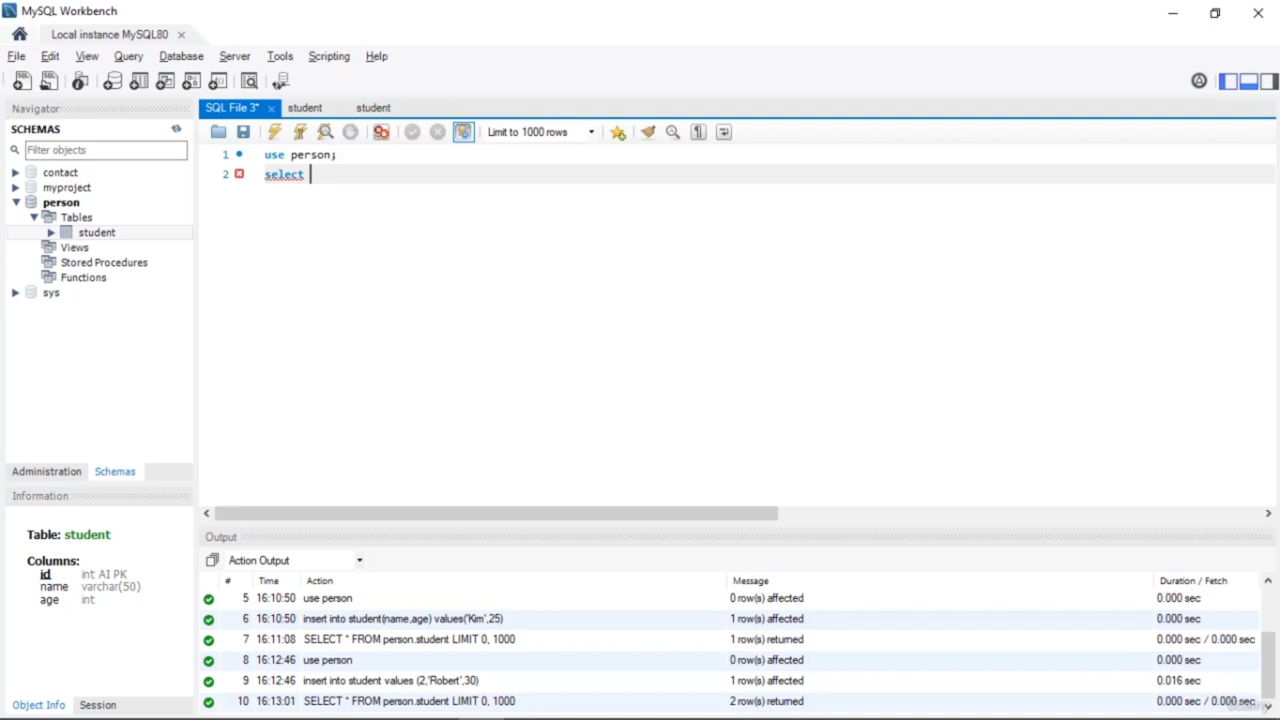 MySQL Workbench
Local instance MySQL80
File Edit View Query Database Server Tools Scripting Help
Navigator
SCHEMAS
Filter objects
contact
myproject
person
Tables
student
Views
Stored Procedures
Functions
sys
Administration Schemas
Information
Table: student
Columns:
id int AI PK
name varchar(50)
age int
Object Info Session
SQL File 3* student student
Limit to 1000 rows
1 use person;
2 select
Output
Action Output
# Time Action Message Duration / Fetch
5 16:10:50 use person 0 row(s) affected 0.000 sec
6 16:10:50 insert into student(name,age) values('Kim',25) 1 row(s) affected 0.000 sec
7 16:11:08 SELECT * FROM person.student LIMIT 0, 1000 1 row(s) returned 0.000 sec / 0.000 sec
8 16:12:46 use person 0 row(s) affected 0.000 sec
9 16:12:46 insert into student values (2,'Robert',30) 1 row(s) affected 0.016 sec
10 16:13:01 SELECT * FROM person.student LIMIT 0, 1000 2 row(s) returned 0.000 sec / 0.000 sec